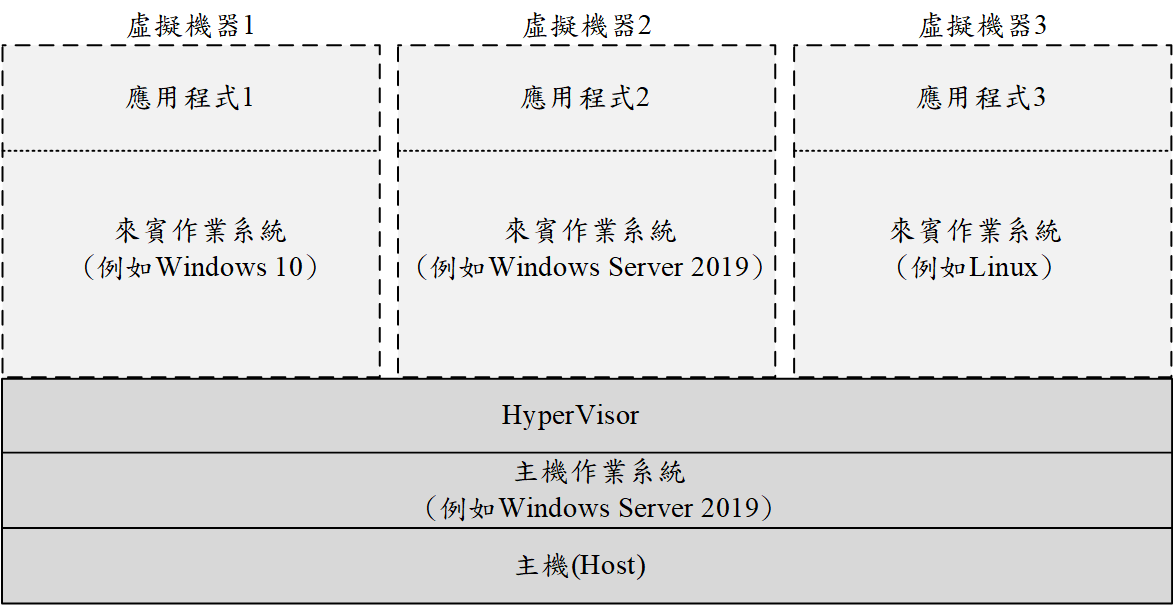 虛擬機器1
虛擬機器2
虛擬機器3
應用程式1
應用程式2
應用程式3
來賓作業系統
（例如Windows 10）
來賓作業系統
（例如Windows Server 2019）
來賓作業系統
（例如Linux）
HyperVisor
主機作業系統
（例如Windows Server 2019）
主機(Host)